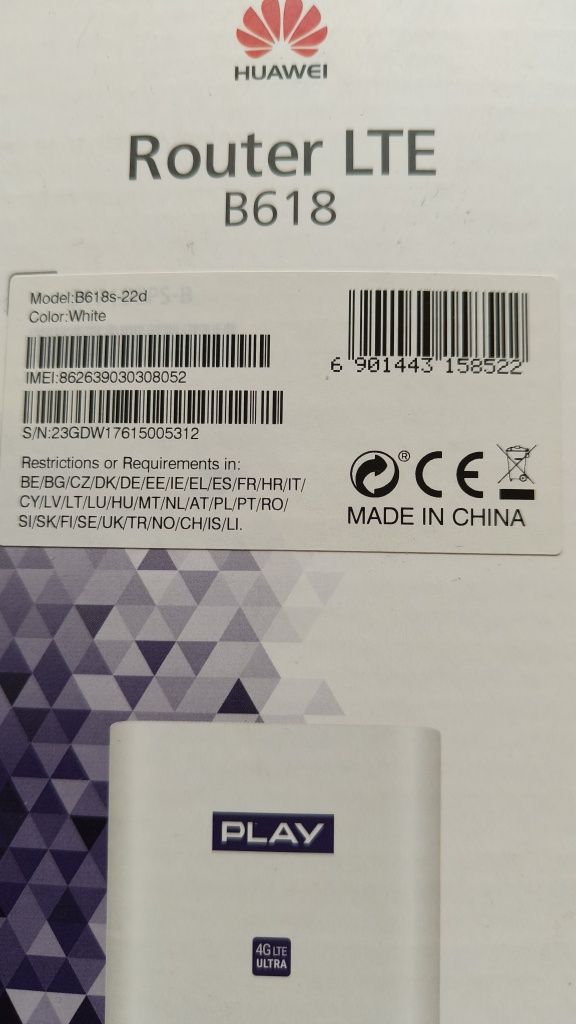 HUAWEI
Router LTE
B618
Model:B618s-22d
Color:White
IMEI:862639030308052
S/N:23GDW17615005312
6 901443 158522
Restrictions or Requirements in:
BE/BG/CZ/DK/DE/EE/IE/EL/ES/FR/HR/IT/
CY/LV/LT/LU/HU/MT/NL/AT/PL/PT/RO/
SI/SK/FI/SE/UK/TR/NO/CH/IS/LI.
® CE
MADE IN CHINA
PLAY
4G LTE
ULTRA